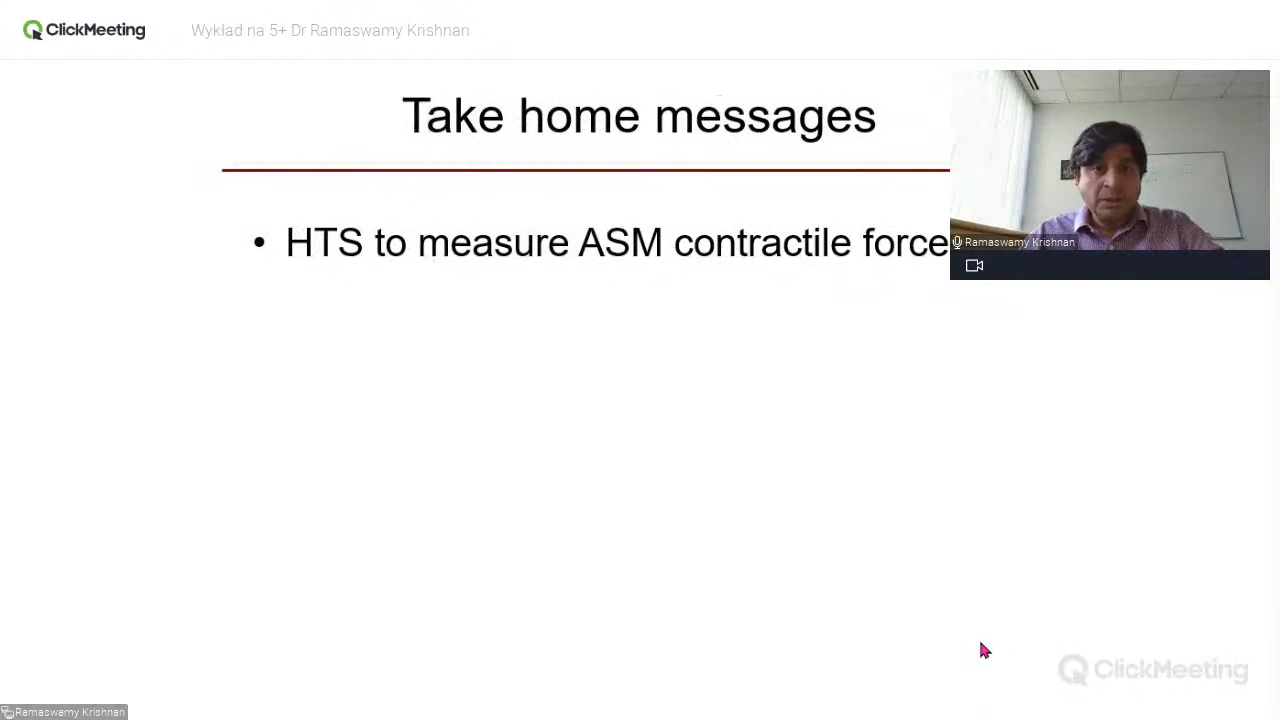 ClickMeeting
Wykład na 5+ Dr Ramaswamy Krishnan
Take home messages
• HTS to measure ASM contractile force
Ramaswamy Krishnan
ClickMeeting
Ramaswamy Krishnan